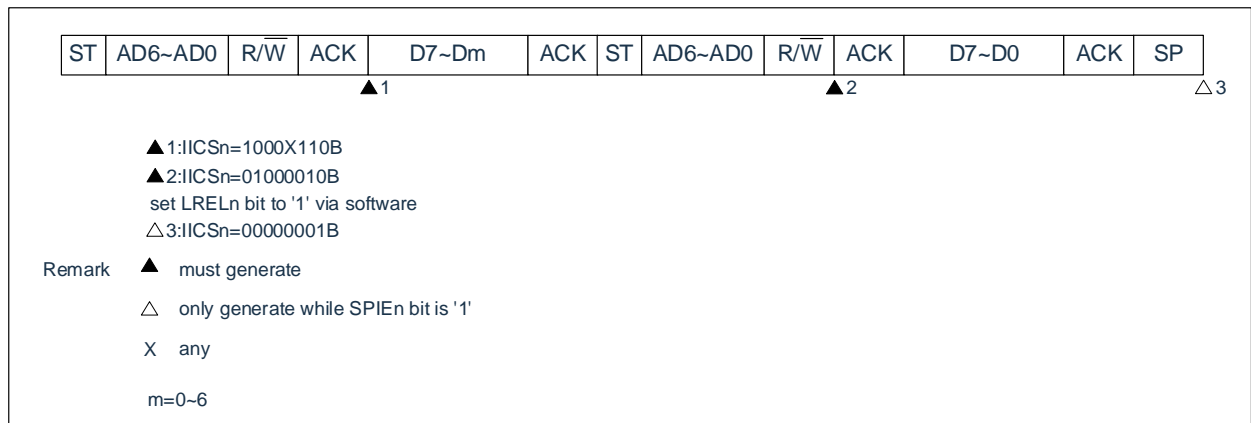 ST AD6~AD0 R/W̅ ACK D7~Dm ACK ST AD6~AD0 R/W̅ ACK D7~D0 ACK SP
▲1 ▲2 △3
▲1:IICSn=1000X110B
▲2:IICSn=01000010B
set LRELn bit to '1' via software
△3:IICSn=00000001B
Remark ▲ must generate
△ only generate while SPIEn bit is '1'
X any
m=0~6